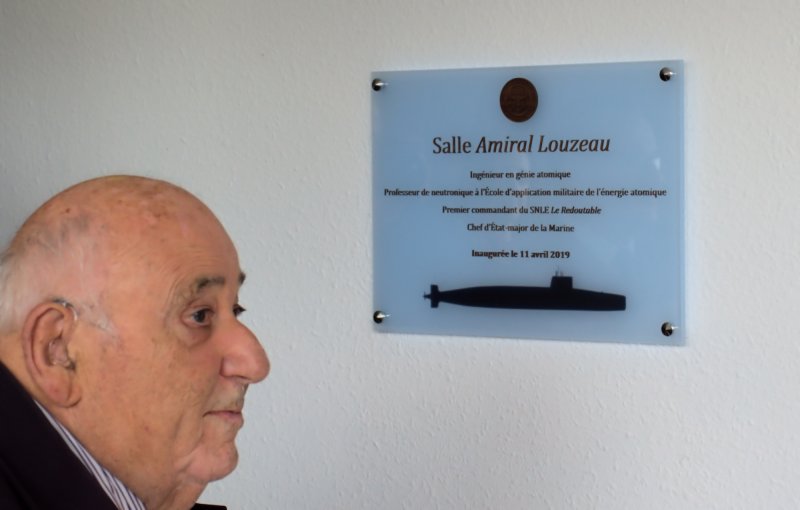 Salle Amiral Louzeau
Ingénieur en génie atomique
Professeur de neutronique à l'École d'application militaire de l'énergie atomique
Premier commandant du SNLE Le Redoutable
Chef d'État-major de la Marine
Inaugurée le 11 avril 2019